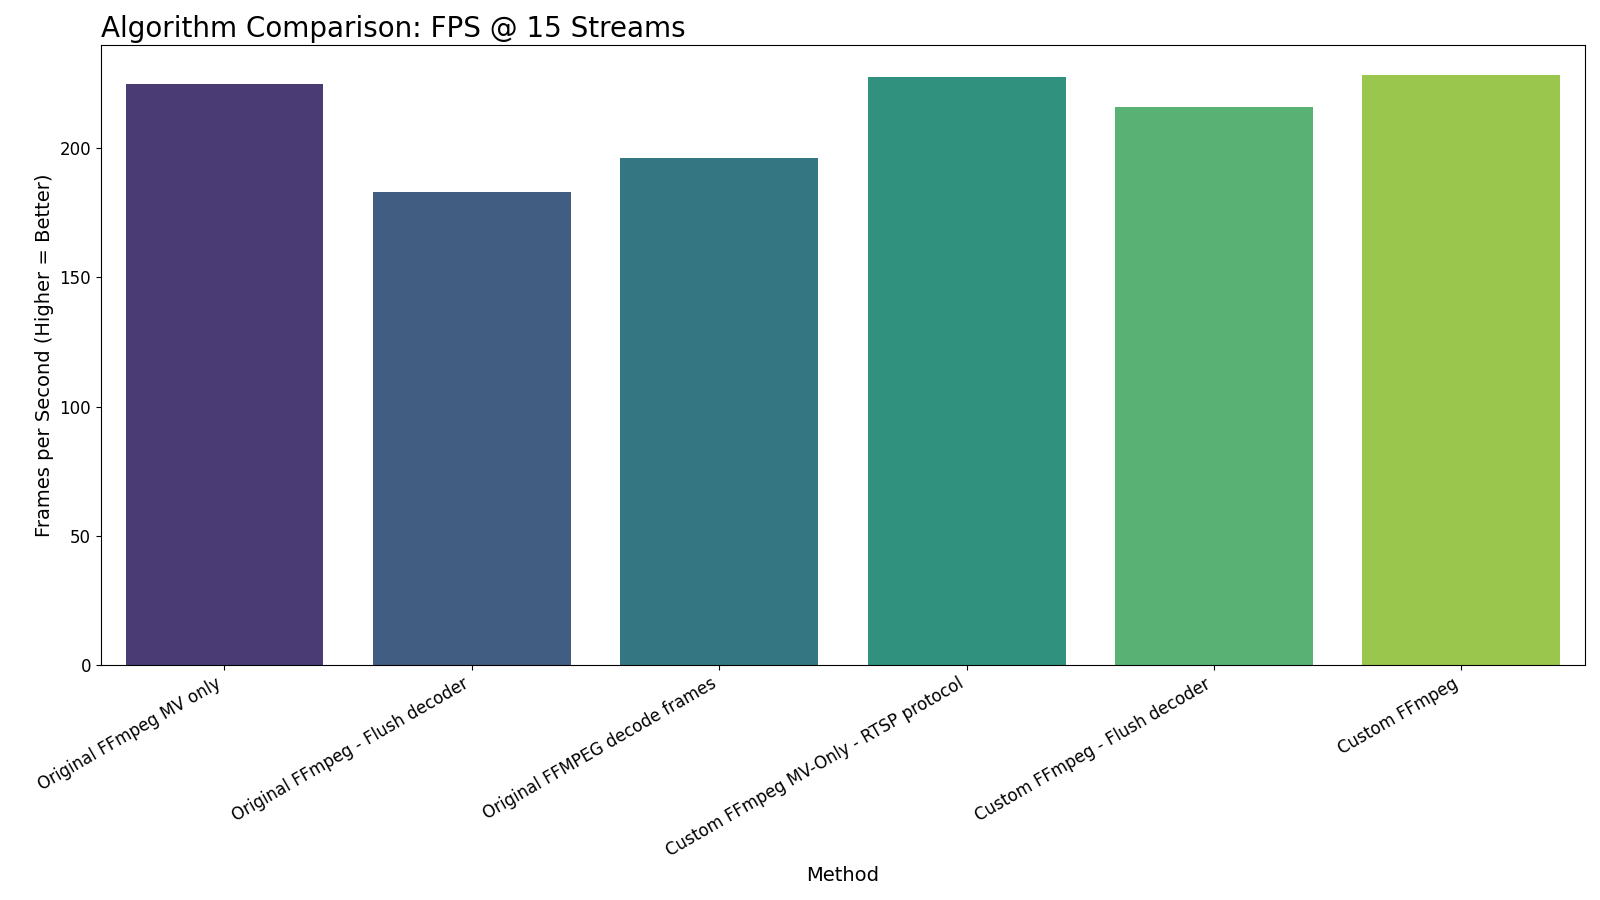 Algorithm Comparison: FPS @ 15 Streams
Frames per Second (Higher = Better)
200
150
100
50
0
Original FFmpeg MV only
Original FFmpeg - Flush decoder
Original FFMPEG decode frames
Custom FFmpeg MV-Only - RTSP protocol
Custom FFmpeg - Flush decoder
Custom FFmpeg
Method